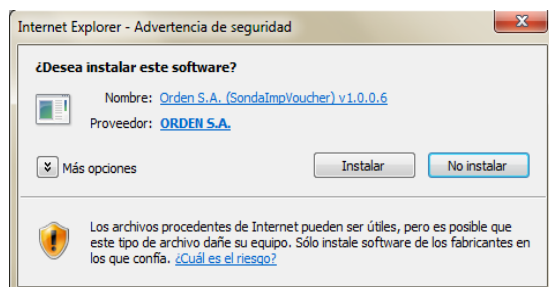 Internet Explorer - Advertencia de seguridad
¿Desea instalar este software?
Nombre: Orden S.A. (SondaImpVoucher) v1.0.0.6
Proveedor: ORDEN S.A.
Más opciones
Instalar
No instalar
Los archivos procedentes de Internet pueden ser útiles, pero es posible que
este tipo de archivo dañe su equipo. Sólo instale software de los fabricantes en
los que confía. ¿Cuál es el riesgo?